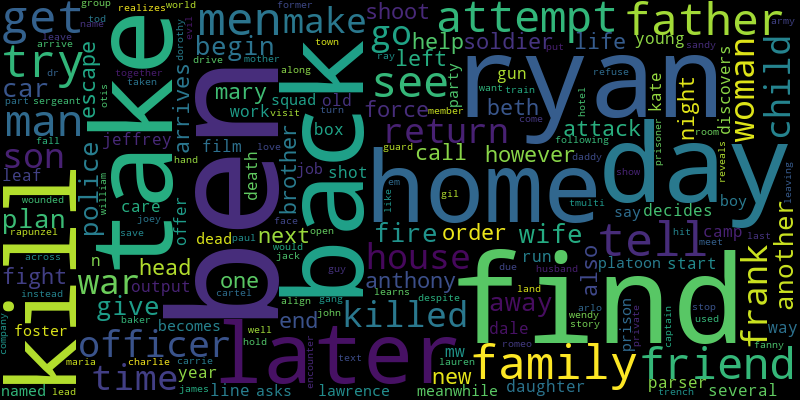 get
take
men
make
go
shoot
attempt
father
try
car
man
son
leaf
plan
kill
war
fight
officer
time
police
escape
begin
arrives
mary
work
squad
old
help
soldier
left
life
young
see
force
return
call
beth
however
attack
gun
ryan
day
home
find
ben
back
later
tell
woman
child
night
kate
discovers
jeffrey
brother
box
shot
job
film
death
offer
care
dead
next
wife
fire
order
house
run
say
decides
boy
camp
frank
another
also
platoon
start
prison
away
anthony
killed
end
one
head
output
give
becomes
family
friend
new
mw
dale
daughter
parser
several
way
meanwhile
lawrence
asks
line
year
named
lead
foster
company
wounded
rapunzel
across
instead
william
joey
save
maria
charlie
carrie
james
baker
cartel
paul
face
open
would
jack
guy
align
gang
john
learns
despite
well
hold
encounter
text
lauren
romeo
due
husband
land
arlo
wendy
story
private
captain
stop
used
fanny
trench
hit
meet
last
show
member
come
hotel
refuse
put
sandy
army
former
evil
world
group
tod
realizes
name
leave
arrive
dr
part
sergeant
fall
otis
taken
together
drive
mother
dorothy
hand
visit
love
turn
along
town
ray
party
want
train
guard
following
daddy
prisoner
room
reveals
leaving
like
em
gil
tmulti
n